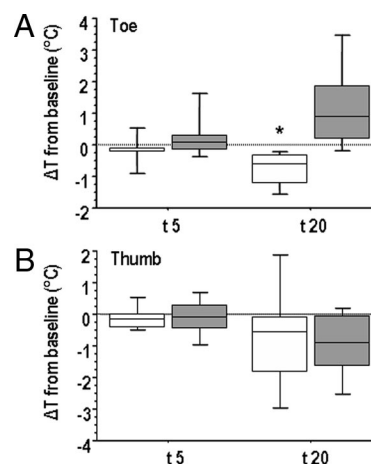 A
Toe
ΔT from baseline (°C)
4
3
2
1
0
-1
-2
*
t 5
t 20
B
Thumb
ΔT from baseline (°C)
2
1
0
-1
-2
-3
-4
t 5
t 20